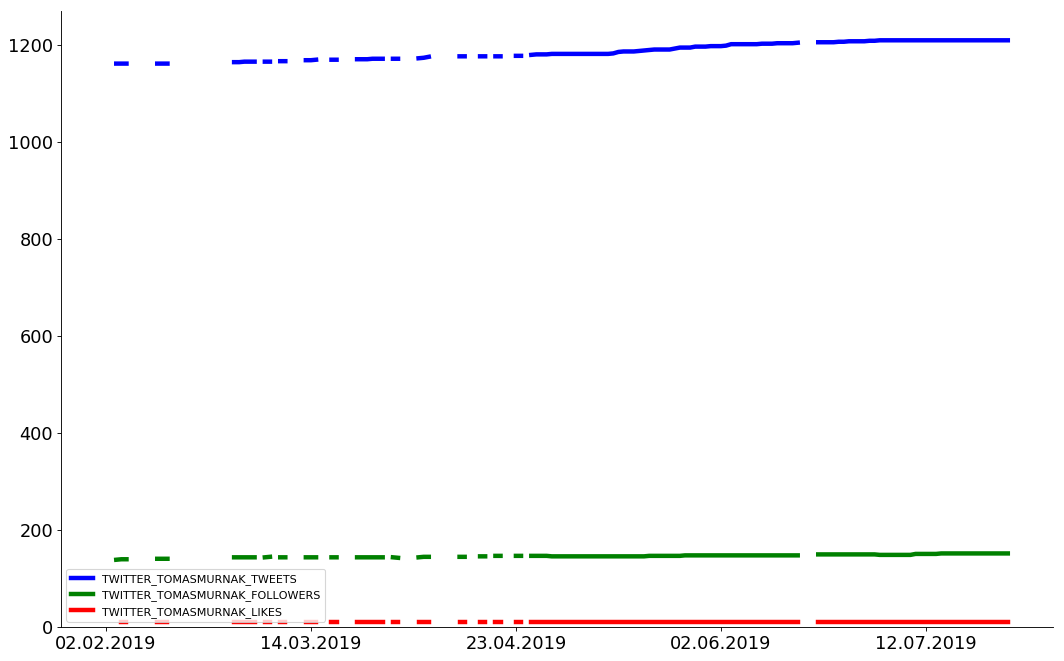 1200
1000
800
600
400
200
0
TWITTER_TOMASMURNAK_TWEETS
TWITTER_TOMASMURNAK_FOLLOWERS
TWITTER_TOMASMURNAK_LIKES
02.02.2019 14.03.2019 23.04.2019 02.06.2019 12.07.2019